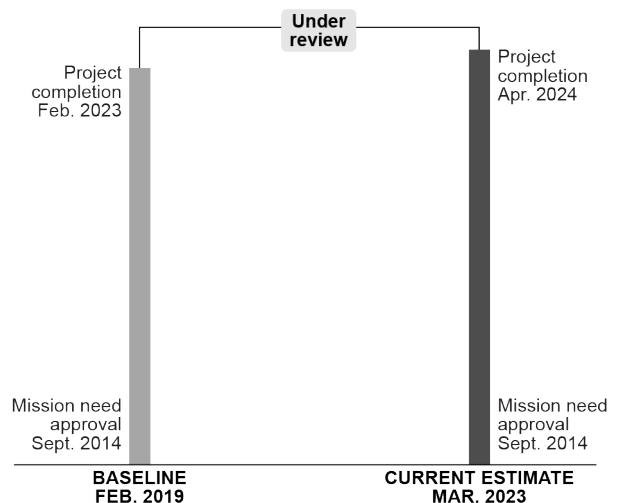 Under
review
Project
completion
Feb. 2023
Project
completion
Apr. 2024
Mission need
approval
Sept. 2014
Mission need
approval
Sept. 2014
BASELINE
FEB. 2019
CURRENT ESTIMATE
MAR. 2023